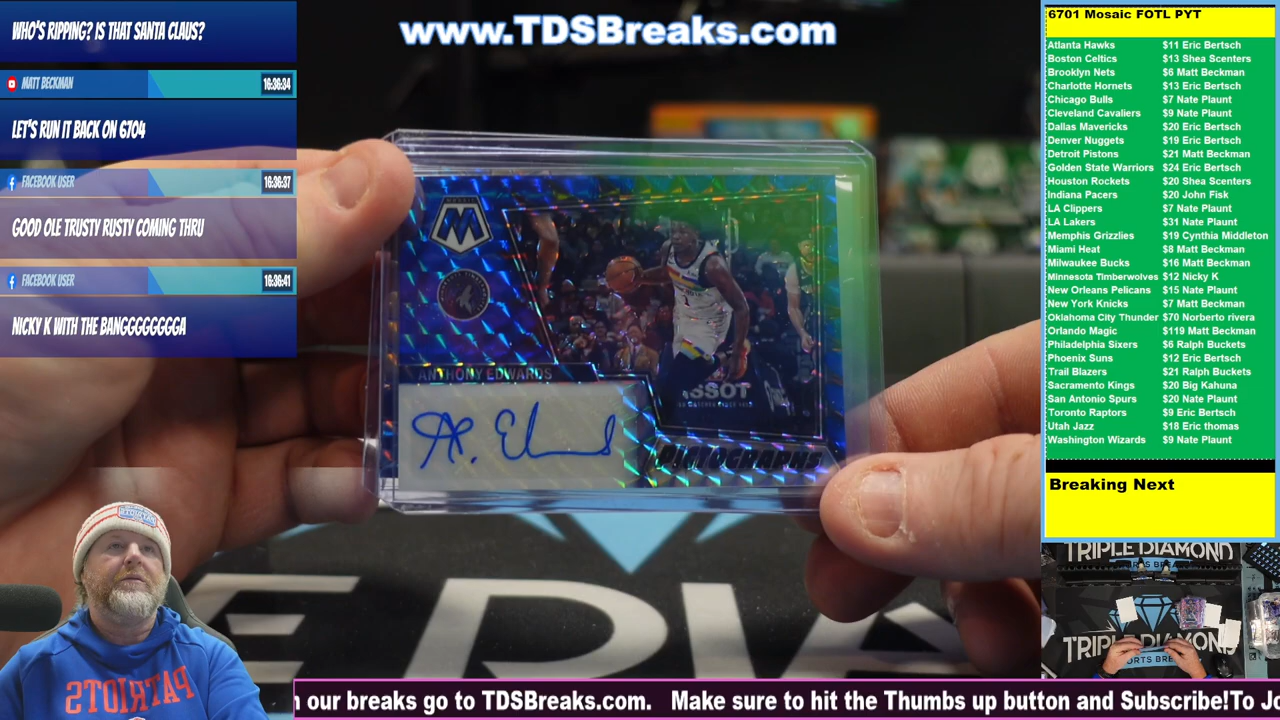 WHO'S RIPPING? IS THAT SANTA CLAUS?
MATT BECKMAN 16:36:34
LET'S RUN IT BACK ON 6704
FACEBOOK USER 16:36:37
GOOD OLE TRUSTY RUSTY COMING THRU
FACEBOOK USER 16:36:41
NICKY K WITH THE BANGGGGGGGA
www.TDSBreaks.com
MOSAIC
M
1
ANTHONY EDWARDS
A. Edwards
SSOT
PHOTOGRAPHS
TRIPLE DIAMOND
PATRIOTS
6701 Mosaic FOTL PYT
Atlanta Hawks $11 Eric Bertsch
Boston Celtics $13 Shea Scenters
Brooklyn Nets $6 Matt Beckman
Charlotte Hornets $13 Eric Bertsch
Chicago Bulls $7 Nate Plaunt
Cleveland Cavaliers $9 Nate Plaunt
Dallas Mavericks $20 Eric Bertsch
Denver Nuggets $19 Eric Bertsch
Detroit Pistons $21 Matt Beckman
Golden State Warriors $24 Eric Bertsch
Houston Rockets $20 Shea Scenters
Indiana Pacers $20 John Fisk
LA Clippers $7 Nate Plaunt
LA Lakers $31 Nate Plaunt
Memphis Grizzlies $19 Cynthia Middleton
Miami Heat $8 Matt Beckman
Milwaukee Bucks $16 Matt Beckman
Minnesota Timberwolves $12 Nicky K
New Orleans Pelicans $15 Nate Plaunt
New York Knicks $7 Matt Beckman
Oklahoma City Thunder $70 Norberto rivera
Orlando Magic $119 Matt Beckman
Philadelphia Sixers $6 Ralph Buckets
Phoenix Suns $12 Eric Bertsch
Trail Blazers $21 Ralph Buckets
Sacramento Kings $20 Big Kahuna
San Antonio Spurs $20 Nate Plaunt
Toronto Raptors $9 Eric Bertsch
Utah Jazz $18 Eric thomas
Washington Wizards $9 Nate Plaunt
Breaking Next
TRIPLE DIAMOND
TRIPLE DIAMOND
ORTS BRE
n our breaks go to TDSBreaks.com. Make sure to hit the Thumbs up button and Subscribe!To Jo